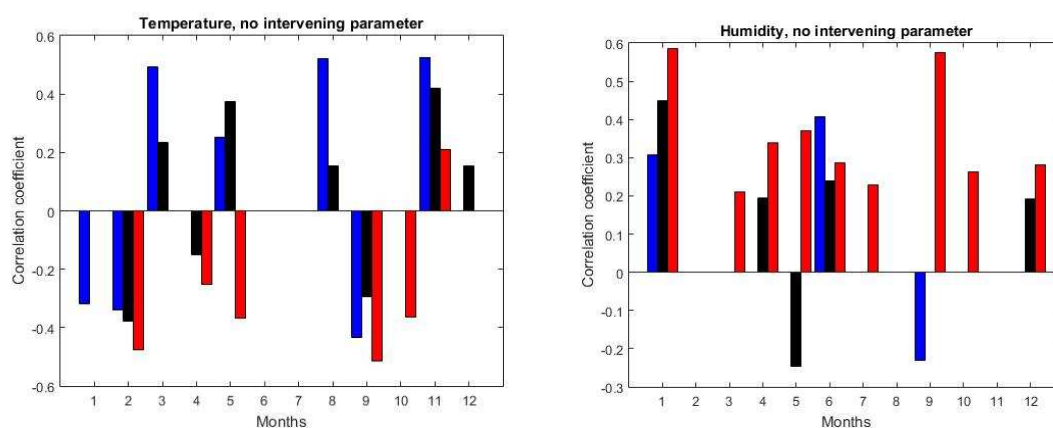 Temperature, no intervening parameter
0.6
0.4
0.2
0
-0.2
-0.4
-0.6
Correlation coefficient
1 2 3 4 5 6 7 8 9 10 11 12
Months
Humidity, no intervening parameter
0.6
0.5
0.4
0.3
0.2
0.1
0
-0.1
-0.2
-0.3
Correlation coefficient
1 2 3 4 5 6 7 8 9 10 11 12
Months